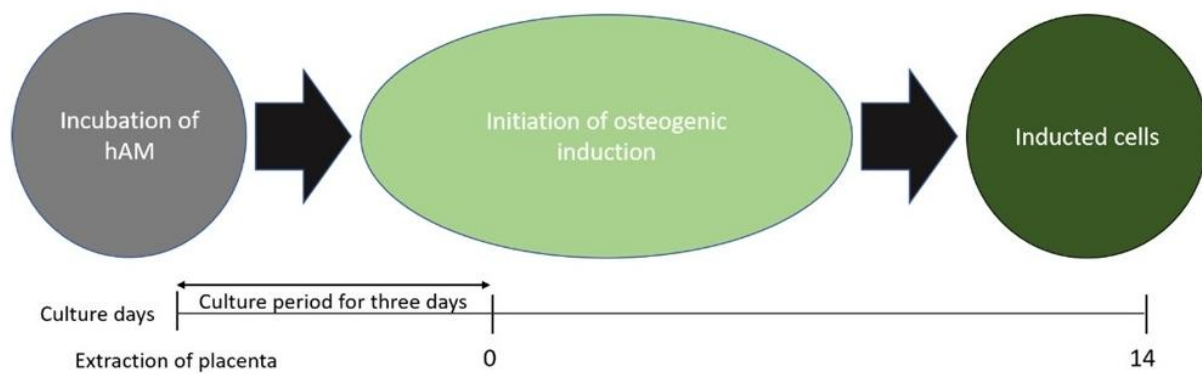 Incubation of
hAM
Initiation of osteogenic
induction
Inducted cells
Culture period for three days
Culture days
Extraction of placenta
0
14